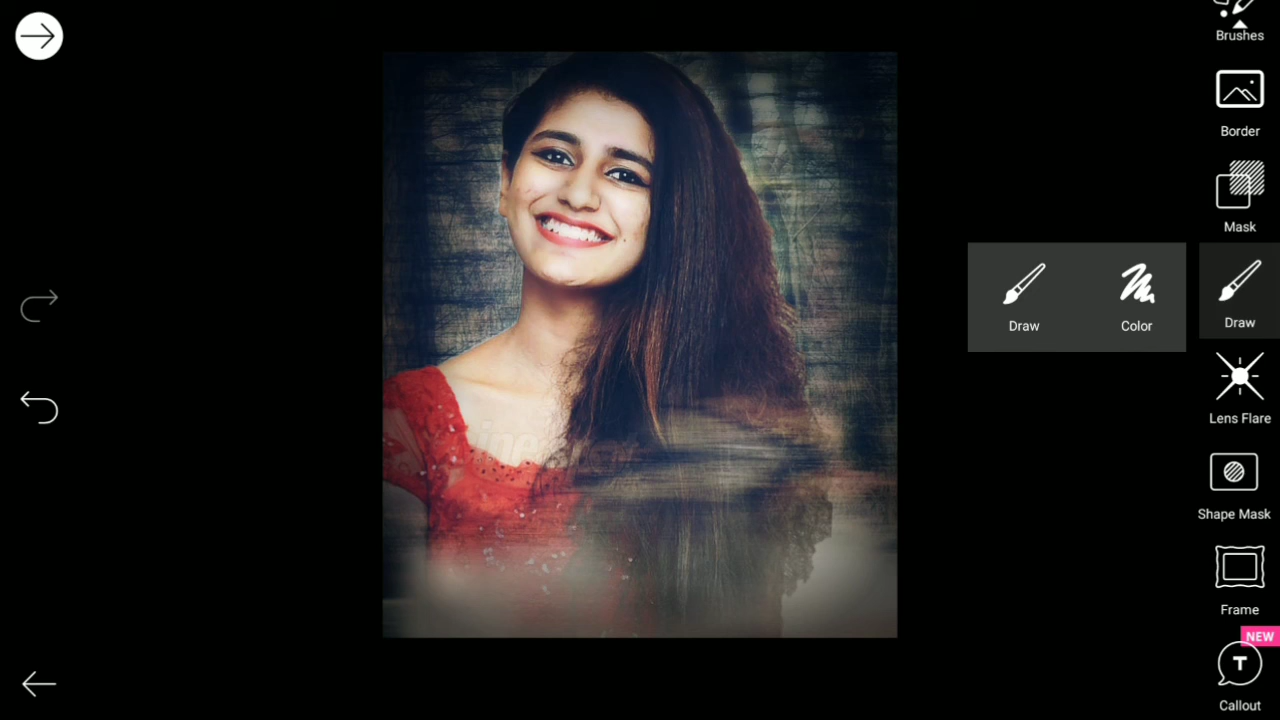 Brushes
Border
Mask
Draw
Color
Draw
Lens Flare
Shape Mask
Frame
NEW
T
Callout